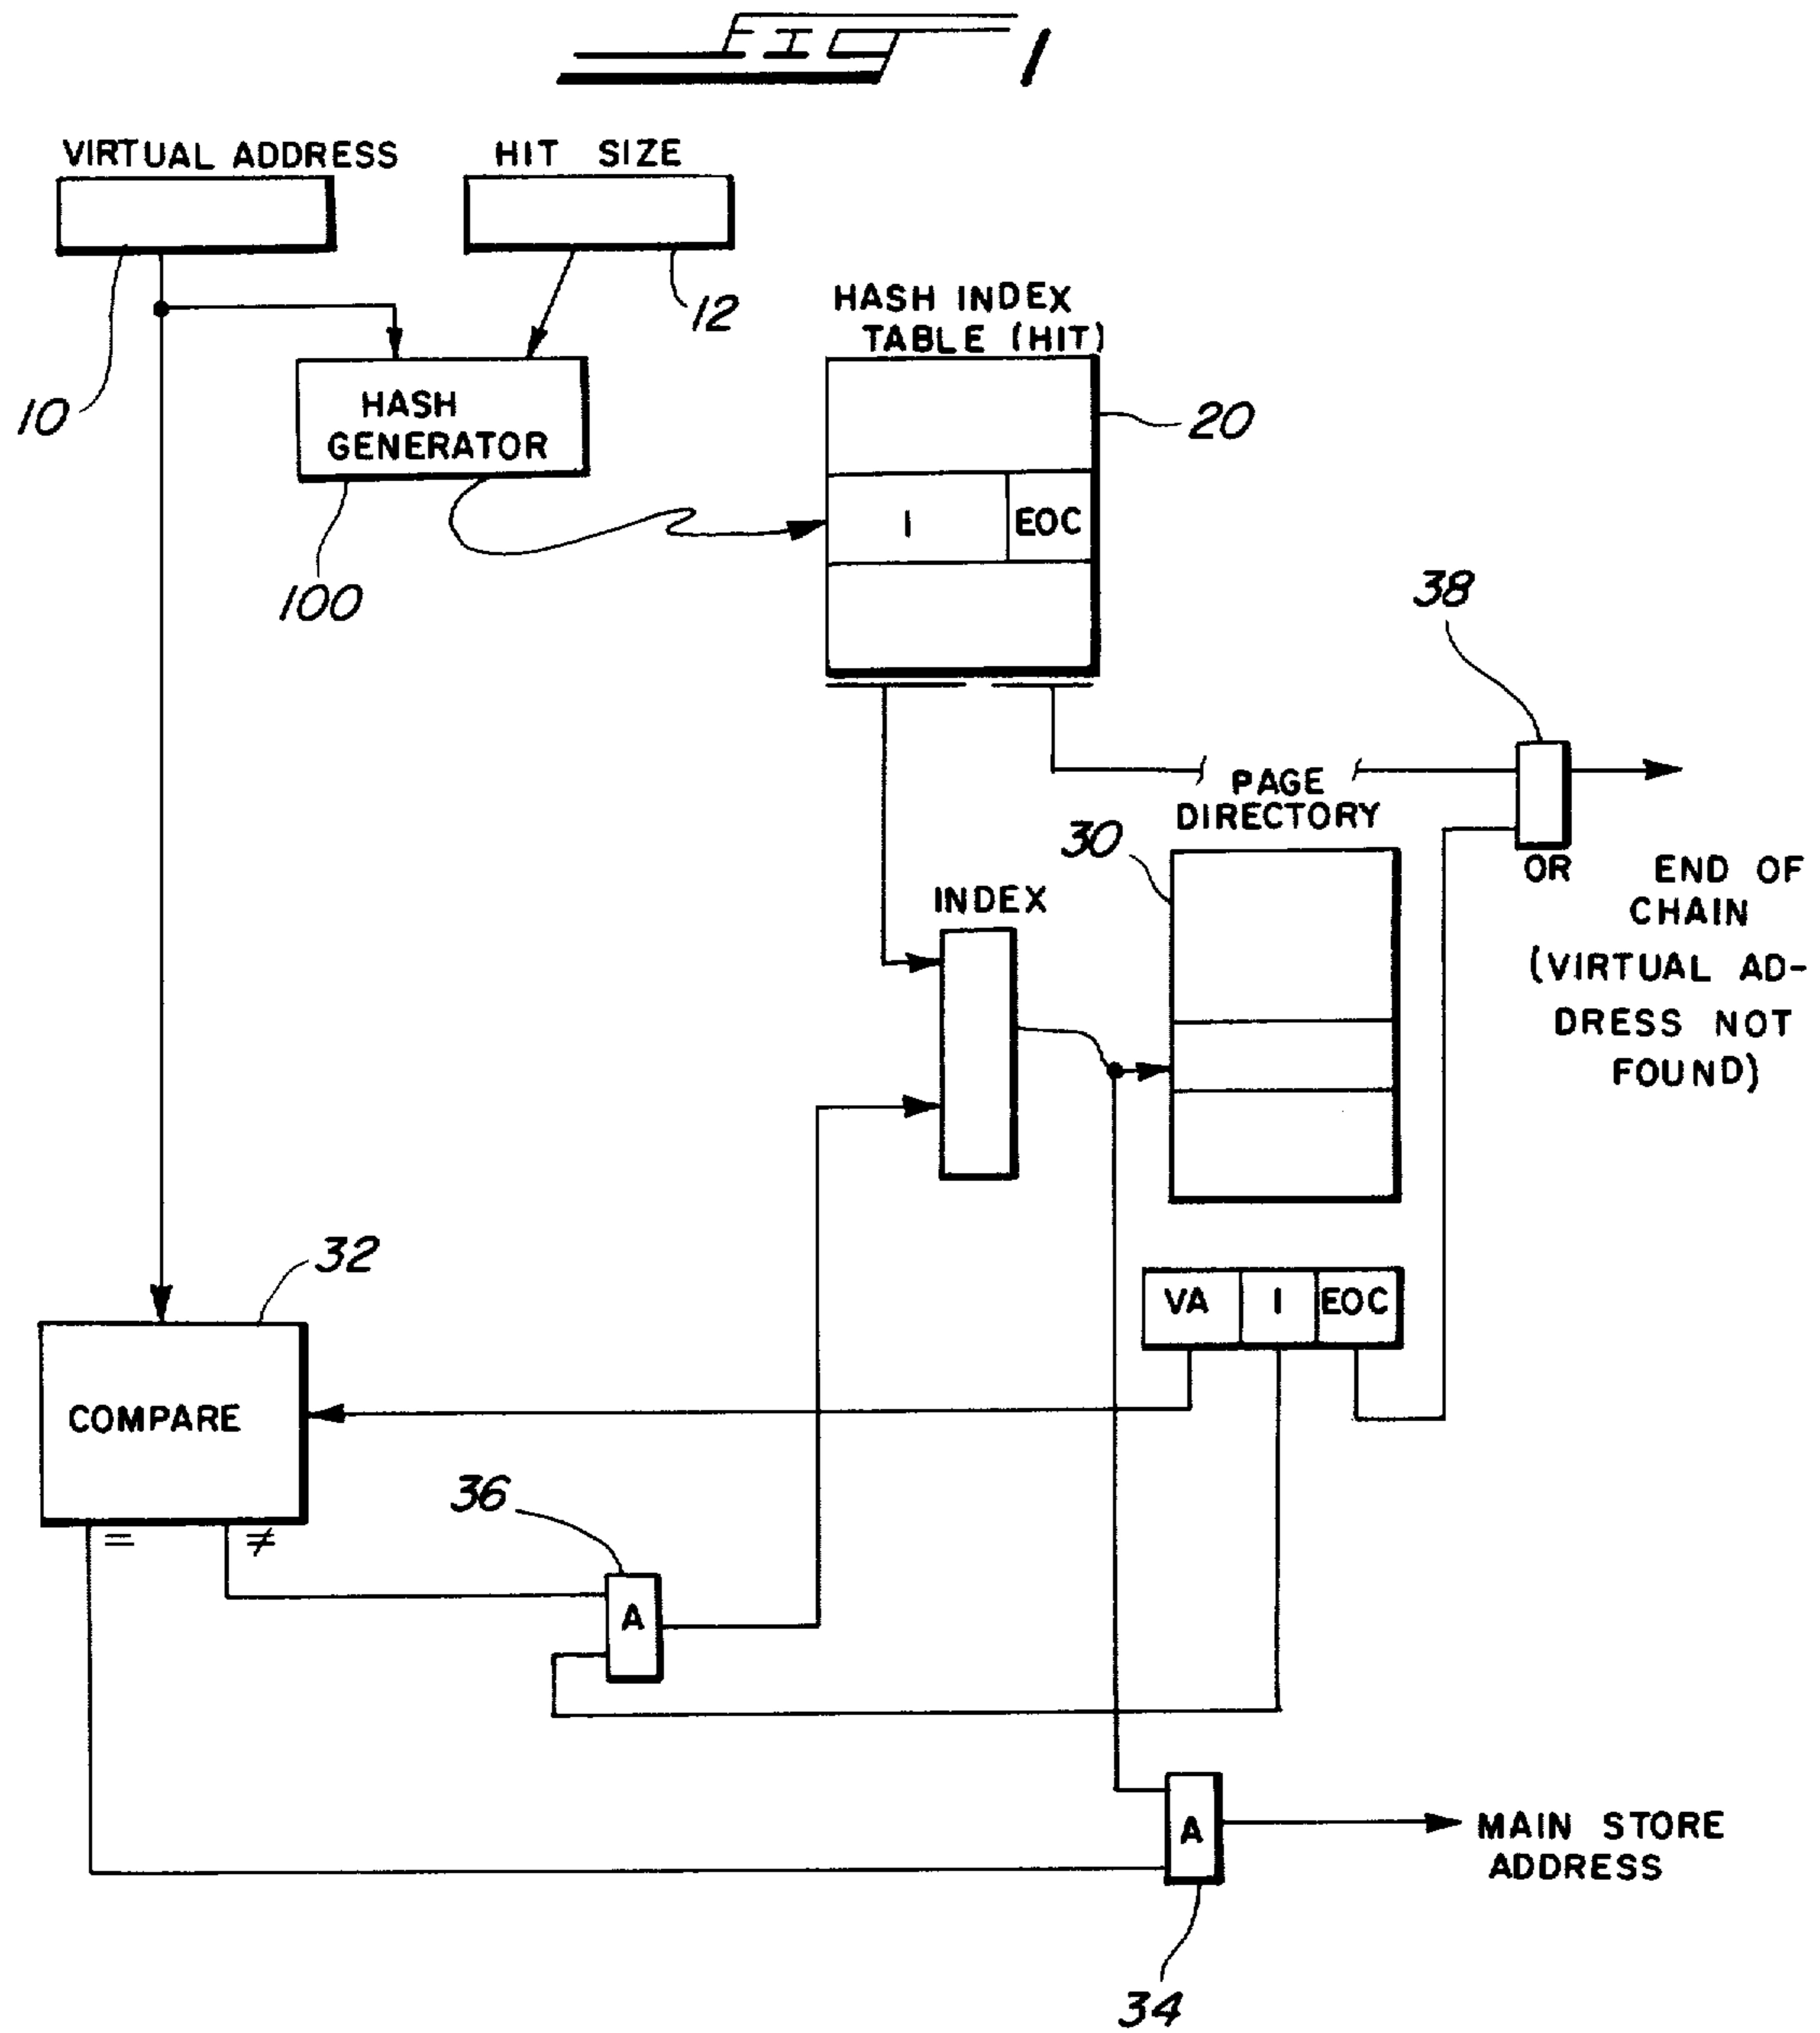 FIG 1
VIRTUAL ADDRESS
HIT SIZE
10
12
HASH
GENERATOR
100
HASH INDEX
TABLE (HIT)
20
I
EOC
38
PAGE
DIRECTORY
30
OR
END OF
CHAIN
(VIRTUAL AD-
DRESS NOT
FOUND)
INDEX
32
VA
I
EOC
COMPARE
=
≠
36
A
A
MAIN STORE
ADDRESS
34